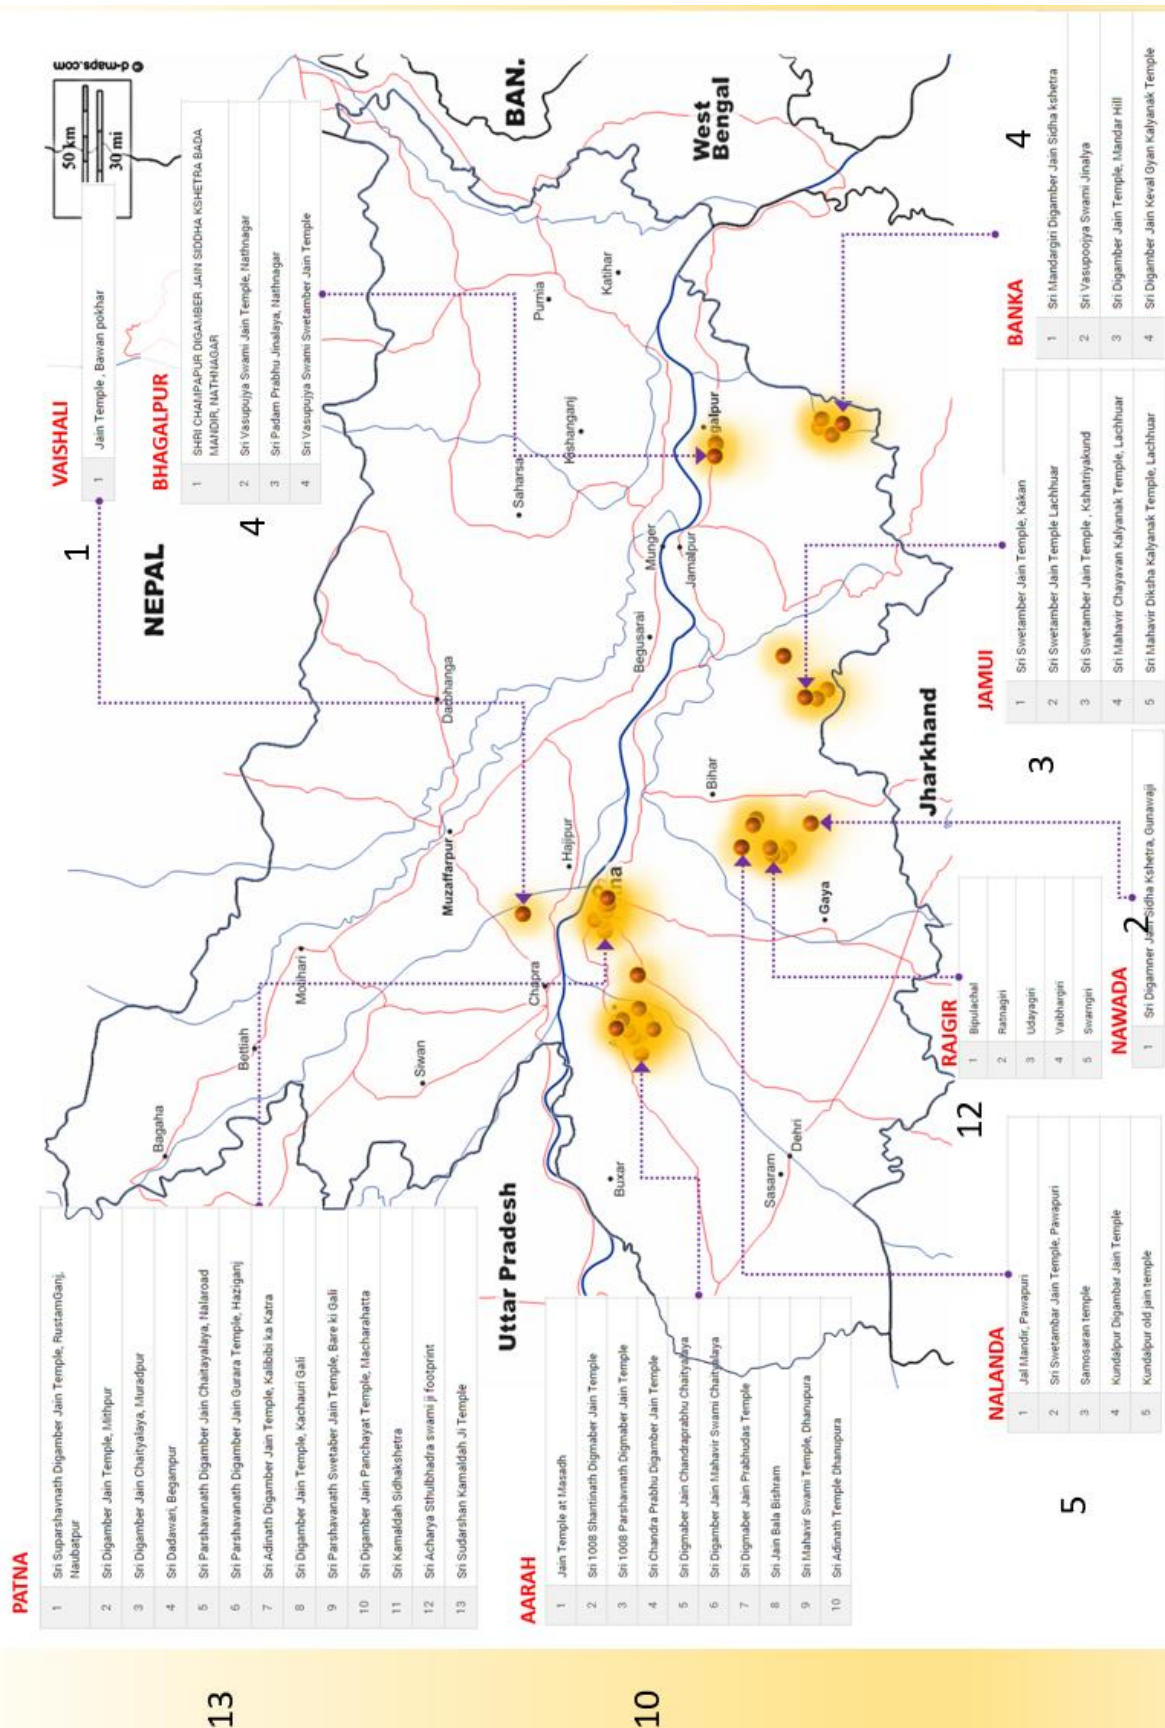 PATNA
1 Sri Suparshavnath Digamber Jain Temple, RustamGanj,
Naubatpur
2 Sri Digamber Jain Temple, Mithpur
3 Sri Digamber Jain Chaityalaya, Muradpur
4 Sri Dadawari, Begampur
5 Sri Parshavanath Digamber Jain Chaitayalaya, Nalaroad
6 Sri Parshavanath Digamber Jain Gurara Temple, Haziganj
7 Sri Adinath Digamber Jain Temple, Kalibibi ka Katra
8 Sri Digamber Jain Temple, Kachauri Gali
9 Sri Parshavanath Swetaber Jain Temple, Bare ki Gali
10 Sri Digamber Jain Panchayat Temple, Macharahatta
11 Sri Kamaldah Sidhakshetra
12 Sri Acharya Sthulbhadra swami ji footprint
13 Sri Sudarshan Kamaldah Ji Temple
13
AARAH
1 Jain Temple at Masadh
2 Sri 1008 Shantinath Digmaber Jain Temple
3 Sri 1008 Parshavnath Digmaber Jain Temple
4 Sri Chandra Prabhu Digamber Jain Temple
5 Sri Digmaber Jain Chandraprabhu Chaityalaya
6 Sri Digamber Jain Mahavir Swami Chaityalaya
7 Sri Digmaber Jain Prabhudas Temple
8 Sri Jain Bala Bishram
9 Sri Mahavir Swami Temple, Dhanupura
10 Sri Adinath Temple Dhanupura
10
VAISHALI
1 Jain Temple , Bawan pokhar
1
BHAGALPUR
1 SHRI CHAMPAPUR DIGAMBER JAIN SIDDHA KSHETRA BADA
MANDIR, NATHNAGAR
2 Sri Vasupujya Swami Jain Temple, Nathnagar
3 Sri Padam Prabhu Jinalaya, Nathnagar
4 Sri Vasupujya Swami Swetamber Jain Temple
4
50 km
30 mi
© d-maps.com
NEPAL
BAN.
West
Bengal
Uttar Pradesh
Jharkhand
Bagaha
Bettiah
Motihari
Siwan
Chapra
Muzaffarpur
Darbhanga
Hajipur
Saharsa
Kishanganj
Purnia
Katihar
Begusarai
Munger
Jamalpur
galpur
na
Bihar
Gaya
Buxar
Sasaram
Dehri
NALANDA
1 Jal Mandir, Pawapuri
2 Sri Swetambar Jain Temple, Pawapuri
3 Samosaran temple
4 Kundalpur Digambar Jain Temple
5 Kundalpur old jain temple
5
RAJGIR
1 Bipulachal
2 Ratnagiri
3 Udayagiri
4 Vaibhargiri
5 Swarngiri
12
NAWADA
1 Sri Digamner Jain Sidha Kshetra, Gunawaji
2
JAMUI
1 Sri Swetamber Jain Temple, Kakan
2 Sri Swetamber Jain Temple Lachhuar
3 Sri Swetamber Jain Temple , Kshatriyakund
4 Sri Mahavir Chayavan Kalyanak Temple, Lachhuar
5 Sri Mahavir Diksha Kalyanak Temple, Lachhuar
3
BANKA
1 Sri Mandargiri Digamber Jain Sidha kshetra
2 Sri Vasupoojya Swami Jinalya
3 Sri Digamber Jain Temple, Mandar Hill
4 Sri Digamber Jain Keval Gyan Kalyanak Temple
4